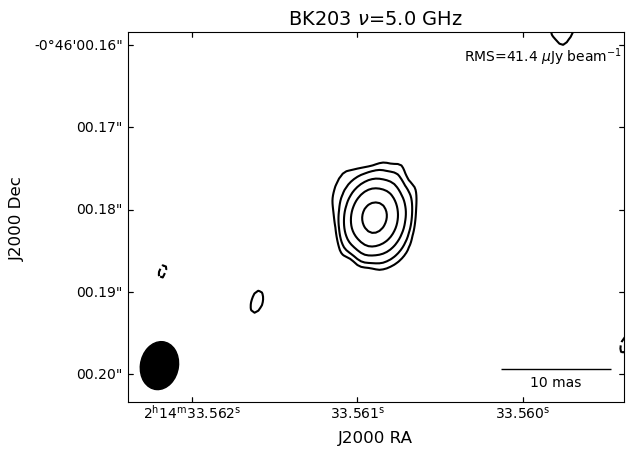 BK203 ν=5.0 GHz
-0°46'00.16"
RMS=41.4 μJy beam⁻¹
00.17"
00.18"
00.19"
00.20"
J2000 Dec
10 mas
2ʰ14ᵐ33.562ˢ
33.561ˢ
33.560ˢ
J2000 RA